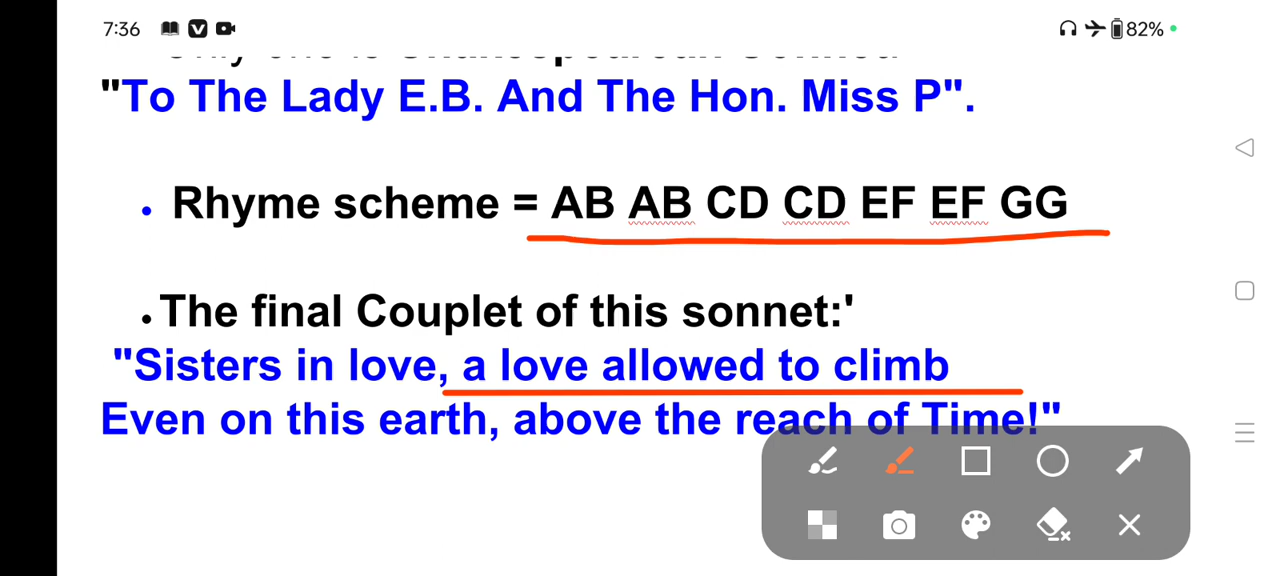 7:36 82%
"To The Lady E.B. And The Hon. Miss P".
• Rhyme scheme = AB AB CD CD EF EF GG
• The final Couplet of this sonnet:'
"Sisters in love, a love allowed to climb
Even on this earth, above the reach of Time!"